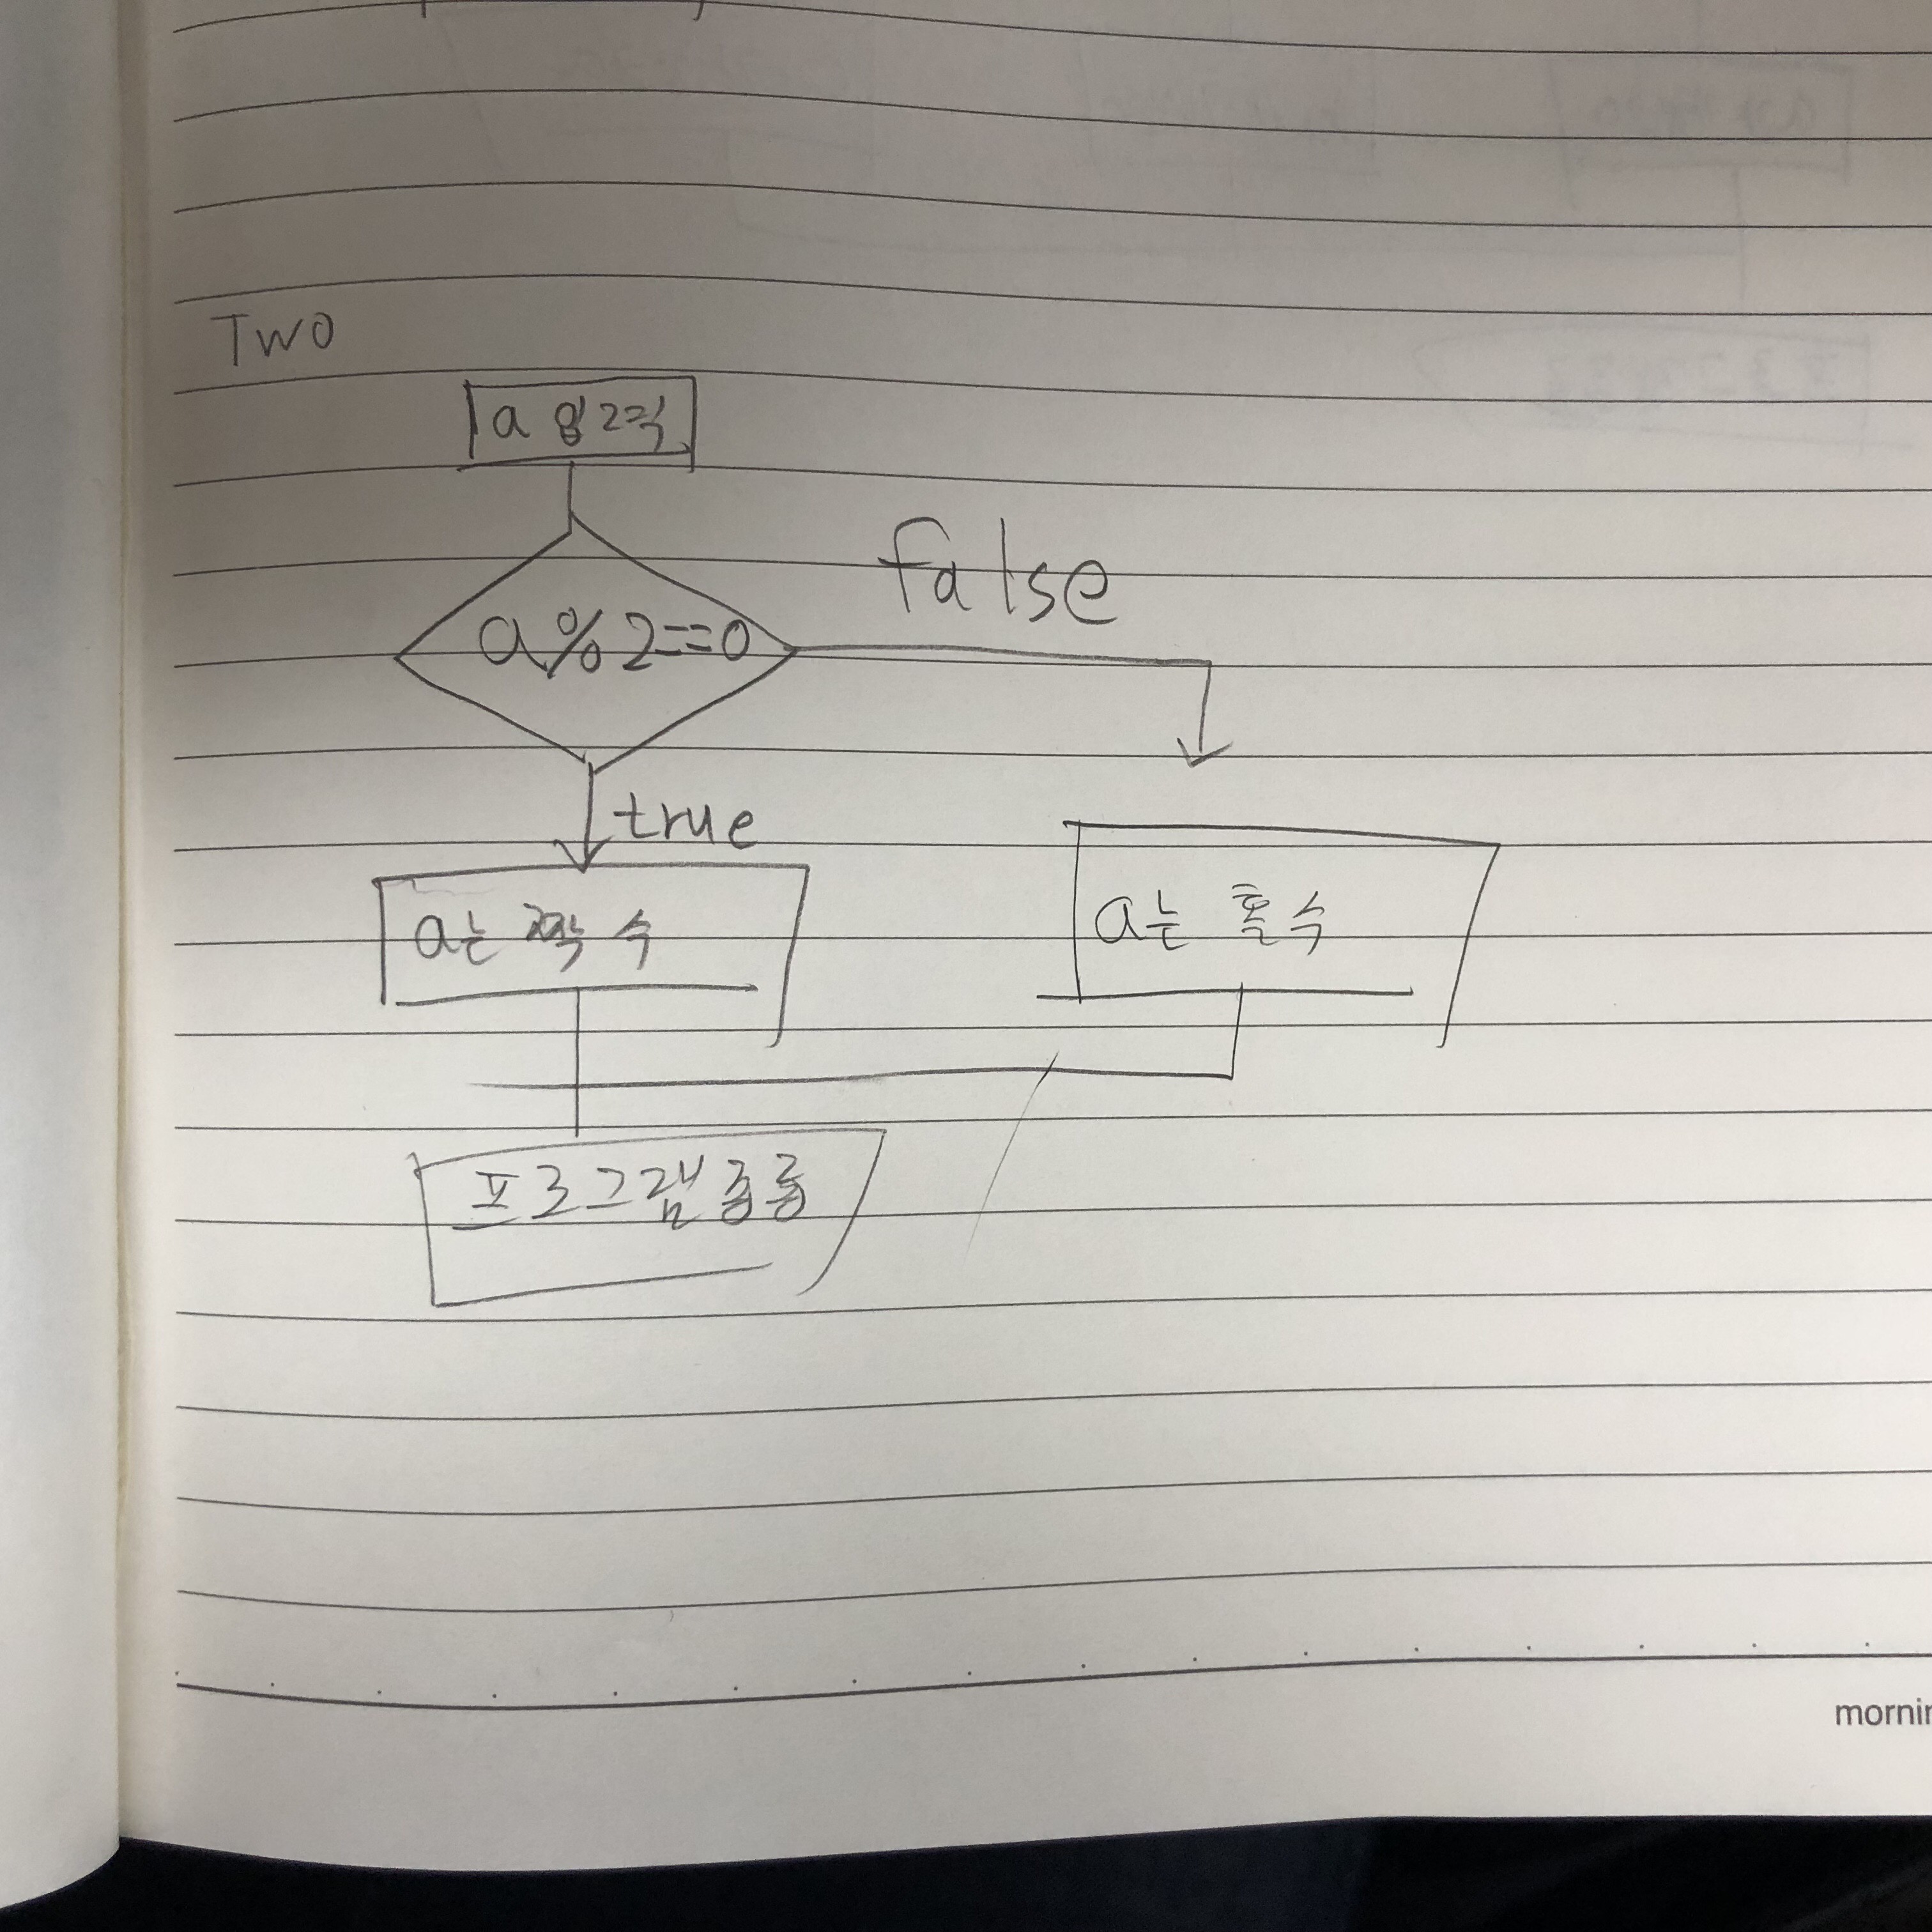 Two
a 입력
a%2==0
false
true
a는 짝수
a는 홀수
프로그램 종료
mornin